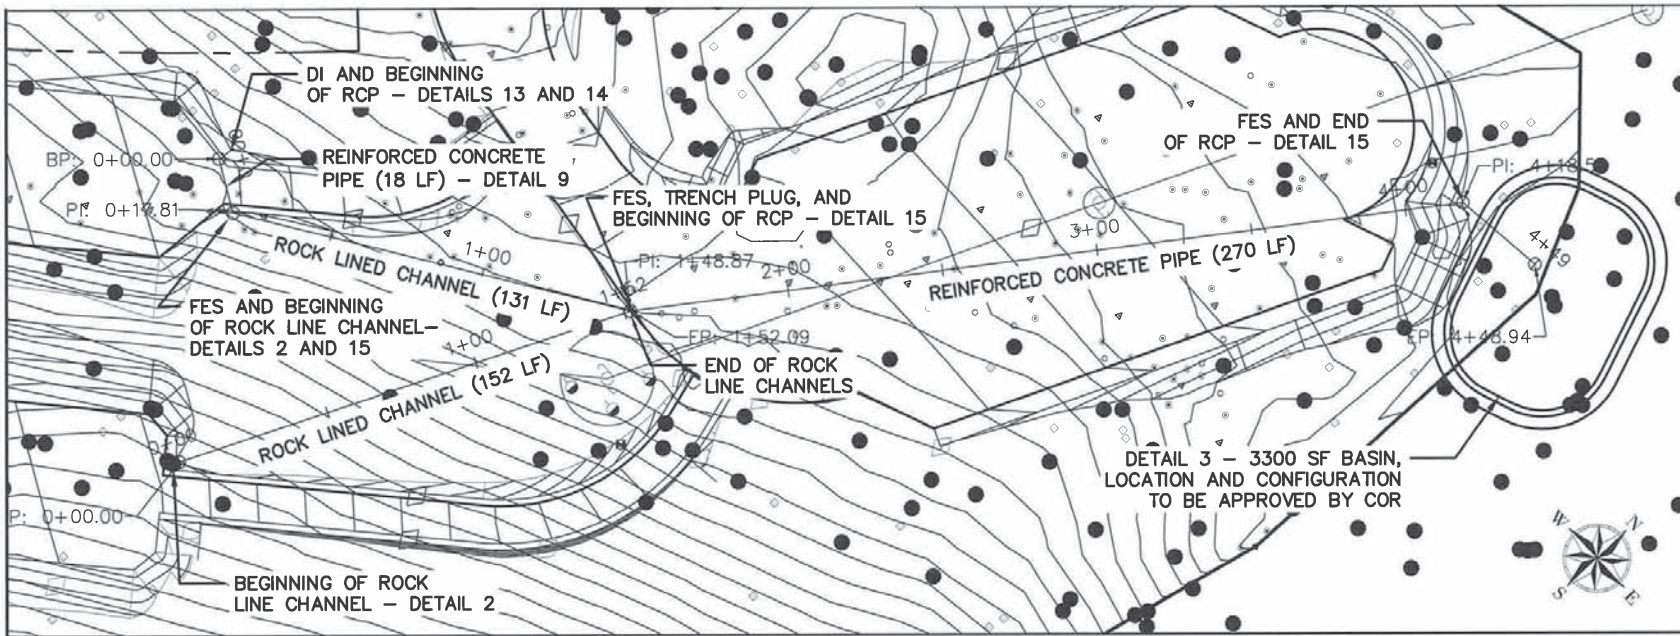 DI AND BEGINNING
OF RCP – DETAILS 13 AND 14
BP: 0+00.00
REINFORCED CONCRETE
PIPE (18 LF) – DETAIL 9
FES AND END
OF RCP – DETAIL 15
4+00
FES, TRENCH PLUG, AND
BEGINNING OF RCP – DETAIL 15
ROCK LINED CHANNEL (131 LF)
1+00
PI: 1+48.87
2+00
3+00
REINFORCED CONCRETE PIPE (270 LF)
4+49
1+52
FES AND BEGINNING
OF ROCK LINE CHANNEL–
DETAILS 2 AND 15
1+00
EP: 1+52.09
EP: 4+48.94
ROCK LINED CHANNEL (152 LF)
END OF ROCK
LINE CHANNELS
DETAIL 3 – 3300 SF BASIN,
LOCATION AND CONFIGURATION
TO BE APPROVED BY COR
P: 0+00.00
BEGINNING OF ROCK
LINE CHANNEL – DETAIL 2
W
N
S
E